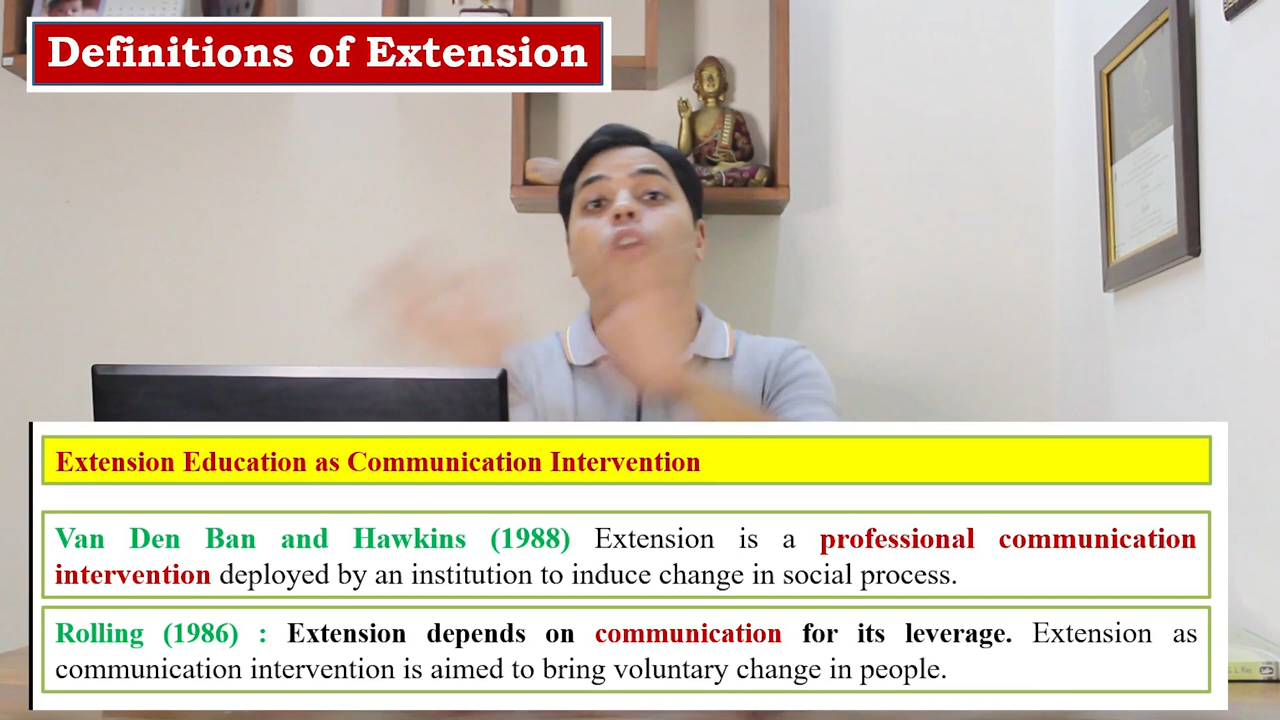 Definitions of Extension
Extension Education as Communication Intervention
Van Den Ban and Hawkins (1988) Extension is a professional communication
intervention deployed by an institution to induce change in social process.
Rolling (1986) : Extension depends on communication for its leverage. Extension as
communication intervention is aimed to bring voluntary change in people.